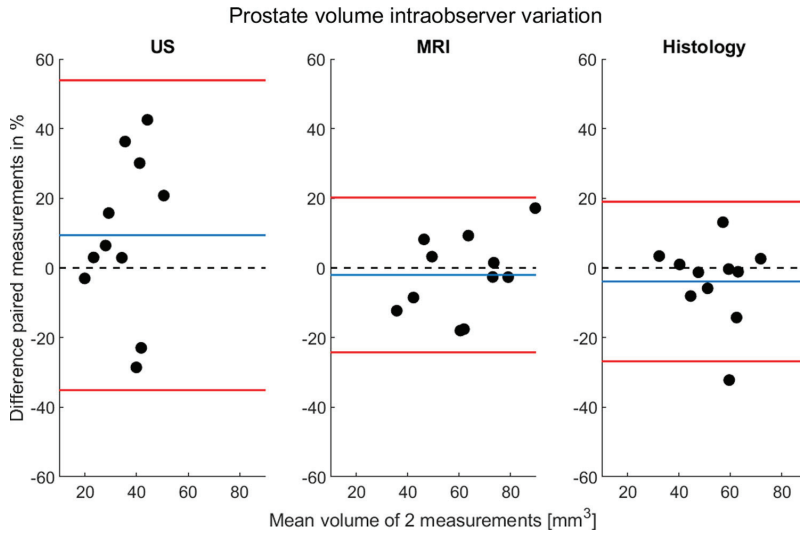 Prostate volume intraobserver variation
US
MRI
Histology
Difference paired measurements in %
60
40
20
0
-20
-40
-60
20 40 60 80
60
40
20
0
-20
-40
-60
20 40 60 80
60
40
20
0
-20
-40
-60
20 40 60 80
Mean volume of 2 measurements [mm³]